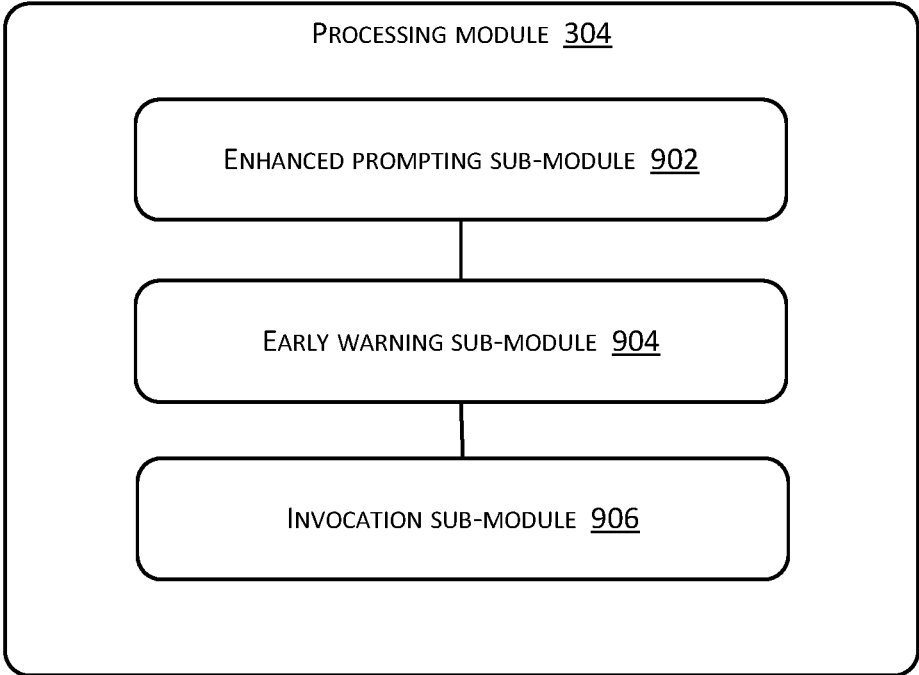 Processing module 304
Enhanced prompting sub-module 902
Early warning sub-module 904
Invocation sub-module 906